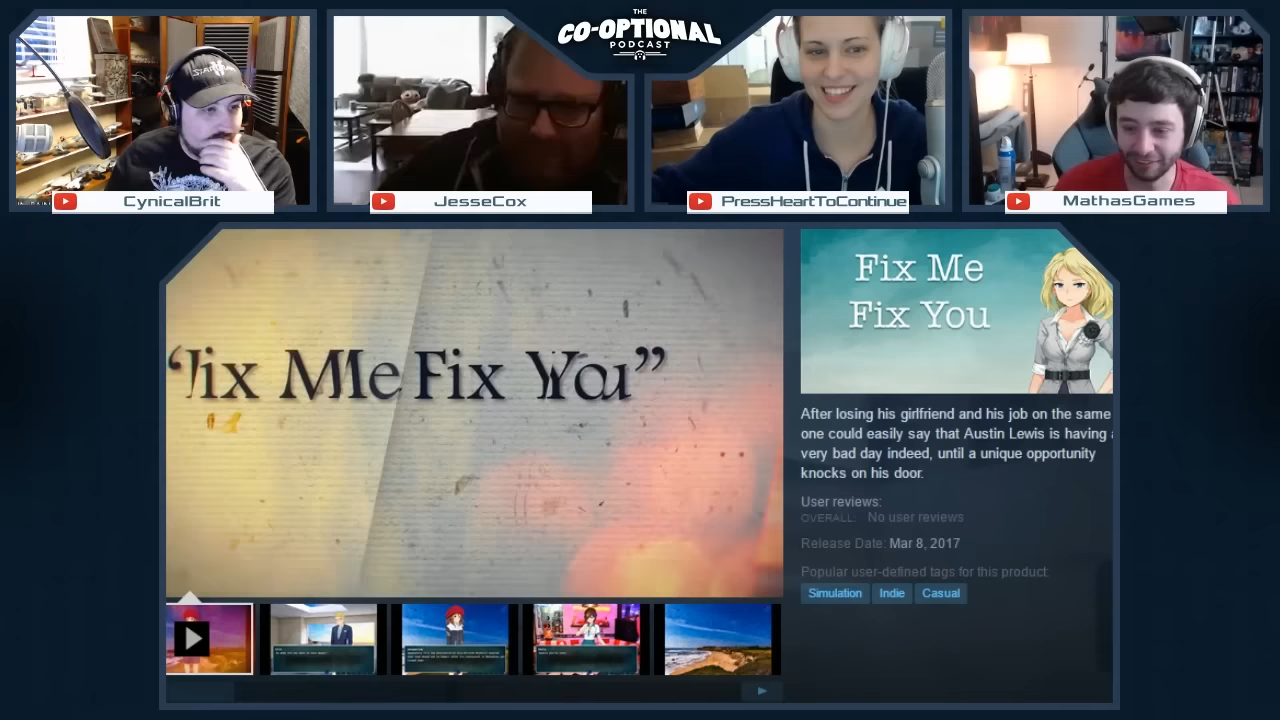 THE
CO-OPTIONAL
PODCAST
CynicalBrit
JesseCox
PressHeartToContinue
MathasGames
Fix Me
Fix You
Fix You”
After losing his girlfriend and his job on the same
one could easily say that Austin Lewis is having
very bad day indeed, until a unique opportunity
knocks on his door.
User reviews:
OVERALL: No user reviews
Release Date: Mar 8, 2017
Popular user-defined tags for this product:
Simulation Indie Casual